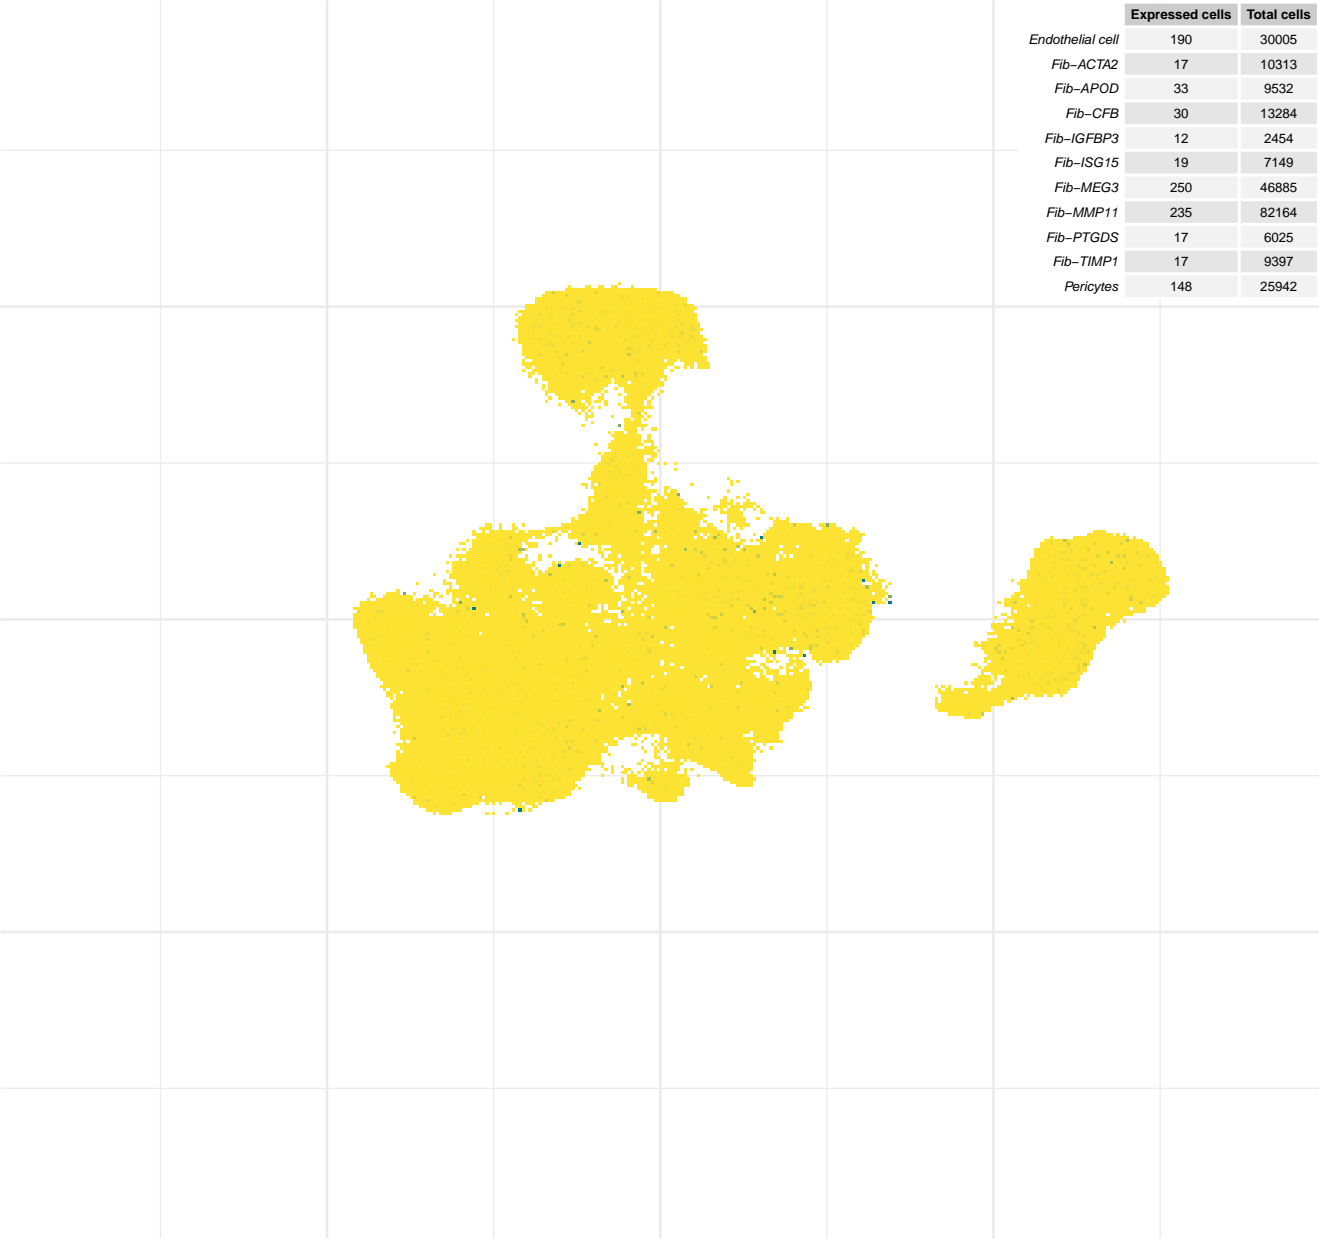 Expressed cells Total cells
Endothelial cell 190 30005
Fib−ACTA2 17 10313
Fib−APOD 33 9532
Fib−CFB 30 13284
Fib−IGFBP3 12 2454
Fib−ISG15 19 7149
Fib−MEG3 250 46885
Fib−MMP11 235 82164
Fib−PTGDS 17 6025
Fib−TIMP1 17 9397
Pericytes 148 25942